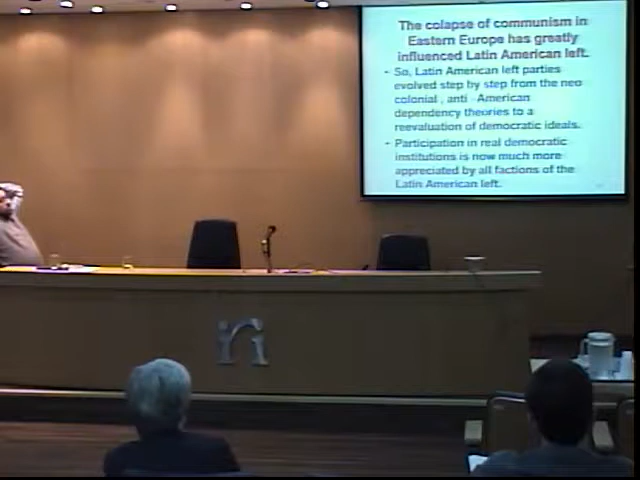 The colapse of communism in
Eastern Europe has greatly
influenced Latin American left.
• So, Latin American left parties
evolved step by step from the neo
colonial , anti - American
dependency theories to a
reevaluation of democratic ideals.
• Participation in real democratic
institutions is now much more
appreciated by all factions of the
Latin American left.
ri